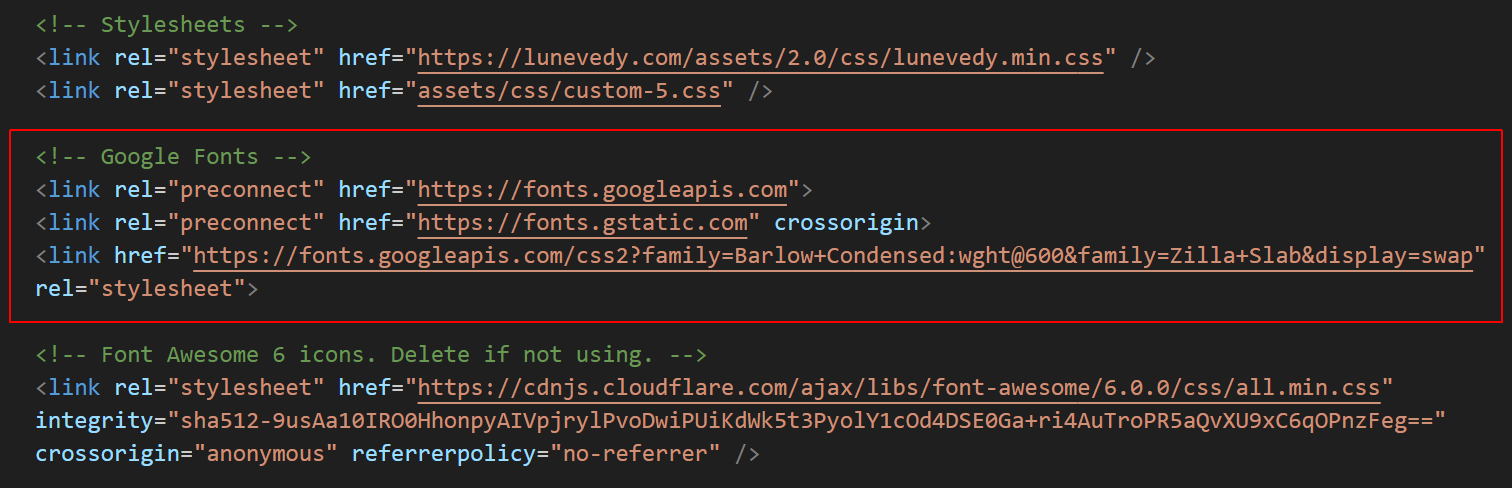 <!-- Stylesheets -->
<link rel="stylesheet" href="https://lunevedy.com/assets/2.0/css/lunevedy.min.css" />
<link rel="stylesheet" href="assets/css/custom-5.css" />
<!-- Google Fonts -->
<link rel="preconnect" href="https://fonts.googleapis.com">
<link rel="preconnect" href="https://fonts.gstatic.com" crossorigin>
<link href="https://fonts.googleapis.com/css2?family=Barlow+Condensed:wght@600&family=Zilla+Slab&display=swap"
rel="stylesheet">
<!-- Font Awesome 6 icons. Delete if not using. -->
<link rel="stylesheet" href="https://cdnjs.cloudflare.com/ajax/libs/font-awesome/6.0.0/css/all.min.css"
integrity="sha512-9usAa10IRO0HhonpyAIVpjrylPvoDwiPUiKdWk5t3PyolY1cOd4DSE0Ga+ri4AuTroPR5aQvXU9xC6qOPnzFeg=="
crossorigin="anonymous" referrerpolicy="no-referrer" />